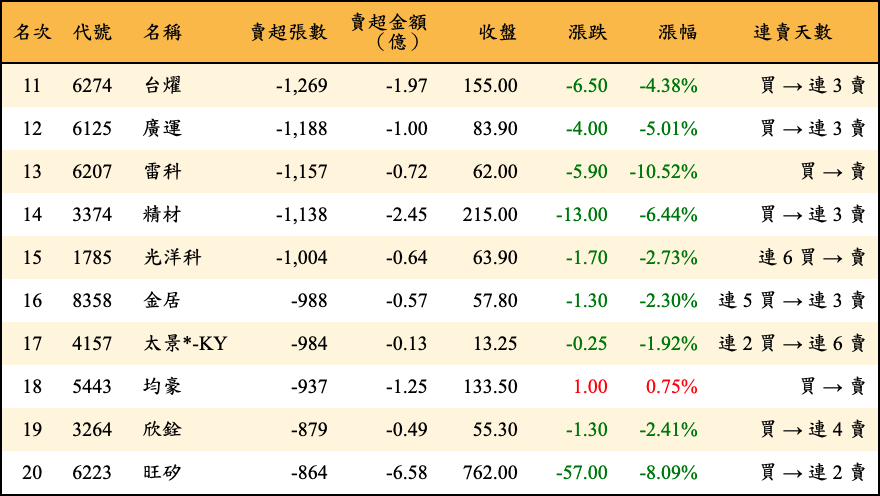 名次 代號 名稱 賣超張數 賣超金額（億） 收盤 漲跌 漲幅 連賣天數
11 6274 台燿 -1,269 -1.97 155.00 -6.50 -4.38% 買 → 連 3 賣
12 6125 廣運 -1,188 -1.00 83.90 -4.00 -5.01% 買 → 連 3 賣
13 6207 雷科 -1,157 -0.72 62.00 -5.90 -10.52% 買 → 賣
14 3374 精材 -1,138 -2.45 215.00 -13.00 -6.44% 買 → 連 3 賣
15 1785 光洋科 -1,004 -0.64 63.90 -1.70 -2.73% 連 6 買 → 賣
16 8358 金居 -988 -0.57 57.80 -1.30 -2.30% 連 5 買 → 連 3 賣
17 4157 太景*-KY -984 -0.13 13.25 -0.25 -1.92% 連 2 買 → 連 6 賣
18 5443 均豪 -937 -1.25 133.50 1.00 0.75% 買 → 賣
19 3264 欣銓 -879 -0.49 55.30 -1.30 -2.41% 買 → 連 4 賣
20 6223 旺矽 -864 -6.58 762.00 -57.00 -8.09% 買 → 連 2 賣